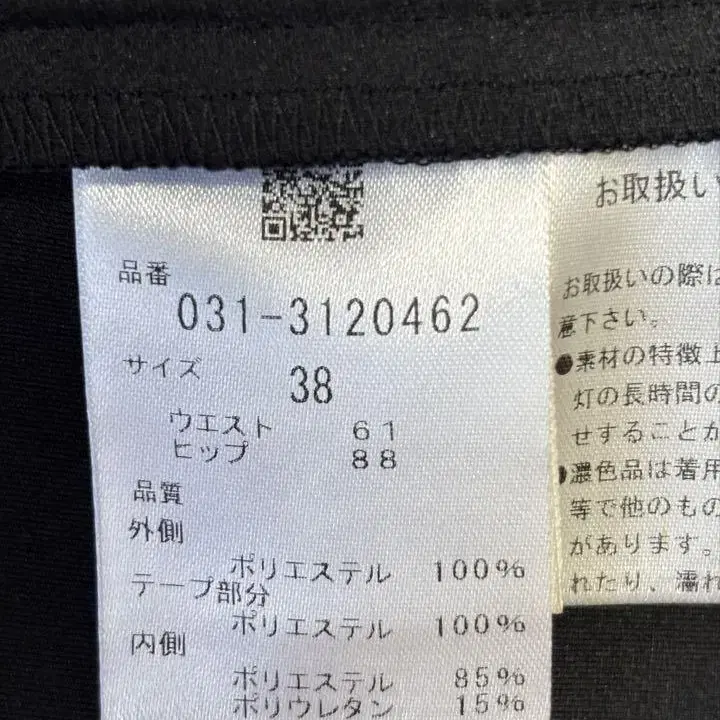 品番
031-3120462
サイズ 38
ウエスト 61
ヒップ 88
品質
外側
ポリエステル 100%
テープ部分
ポリエステル 100%
内側
ポリエステル 85%
ポリウレタン 15%
お取扱い
お取扱いの際は
意下さい。
●素材の特徴上
灯の長時間の
せすることが
●濃色品は着用
等で他のもの
があります。
れたり、濡れ